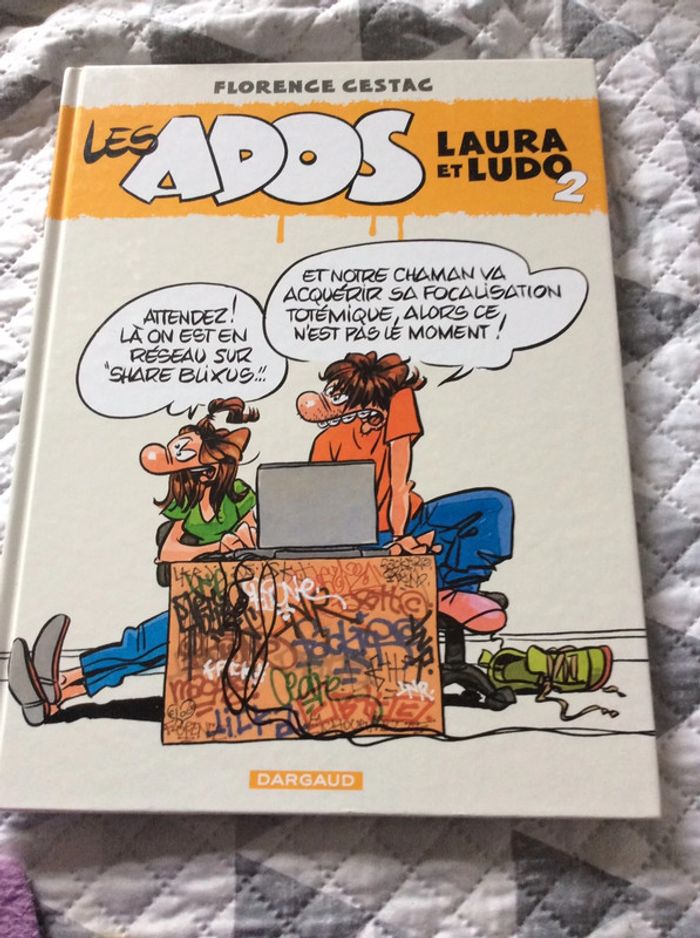 FLORENCE CESTAC
LES ADOS
LAURA
ET LUDO
2
ATTENDEZ!
LÀ ON EST EN
RÉSEAU SUR
"SHARE BLIXUS...
ET NOTRE CHAMAN VA
ACQUÉRIR SA FOCALISATION
TOTÉMIQUE, ALORS CE
N'EST PAS LE MOMENT!
DARGAUD